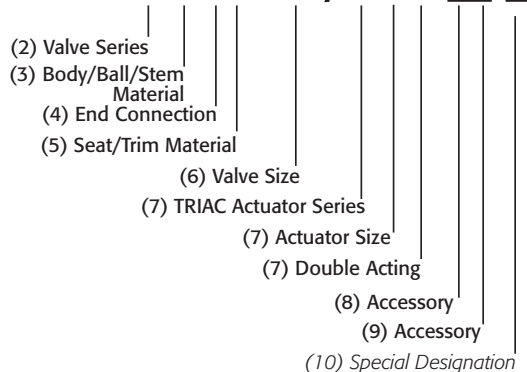 (2) Valve Series
(3) Body/Ball/Stem
Material
(4) End Connection
(5) Seat/Trim Material
(6) Valve Size
(7) TRIAC Actuator Series
(7) Actuator Size
(7) Double Acting
(8) Accessory
(9) Accessory
(10) Special Designation